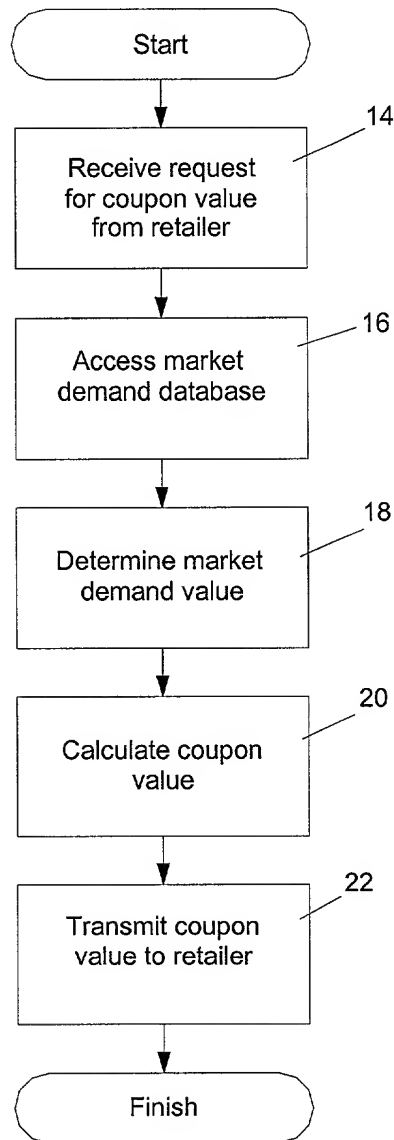 Start
14
Receive request
for coupon value
from retailer
16
Access market
demand database
18
Determine market
demand value
20
Calculate coupon
value
22
Transmit coupon
value to retailer
Finish